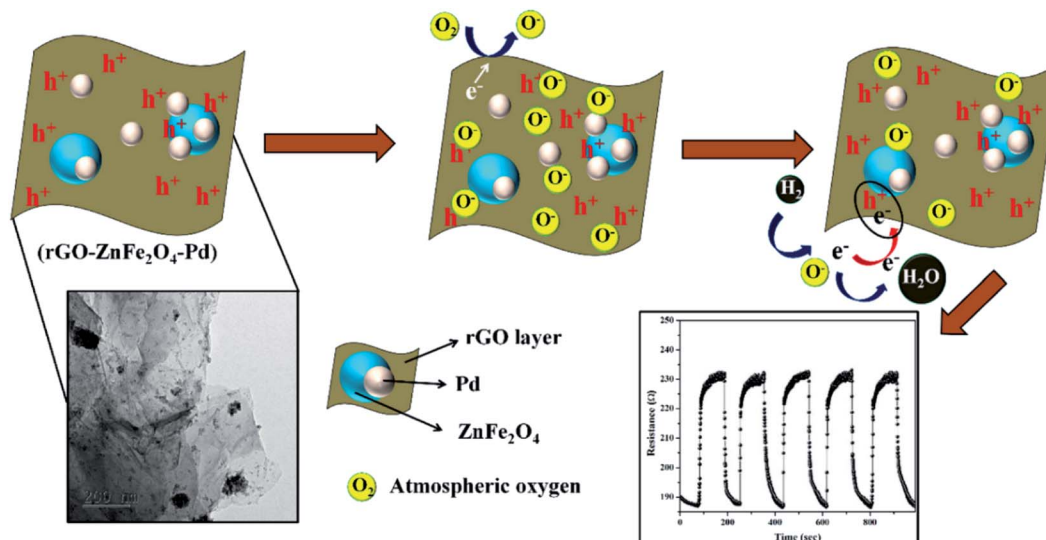 O₂ O⁻
e⁻
h⁺ h⁺
h⁺ h⁺ h⁺
h⁺ h⁺
h⁺ h⁺
h⁺ h⁺
(rGO-ZnFe₂O₄-Pd)
h⁺ O⁻ O⁻
O⁻ O⁻ h⁺ h⁺
h⁺ h⁺
O⁻ h⁺
O⁻ O⁻ h⁺
h O⁻
O⁻ O⁻
h⁺ h⁺
O⁻ h⁺ h⁺
h⁺ O⁻ h⁺
h⁺ h⁺
h⁺ O⁻ h⁺
H₂
e⁻
e⁻ e⁻
O⁻ H₂O
200 nm
rGO layer
Pd
ZnFe₂O₄
O₂ Atmospheric oxygen
Resistance (Ω)
250
240
230
220
210
200
190
0 200 400 600 800
Time (sec)